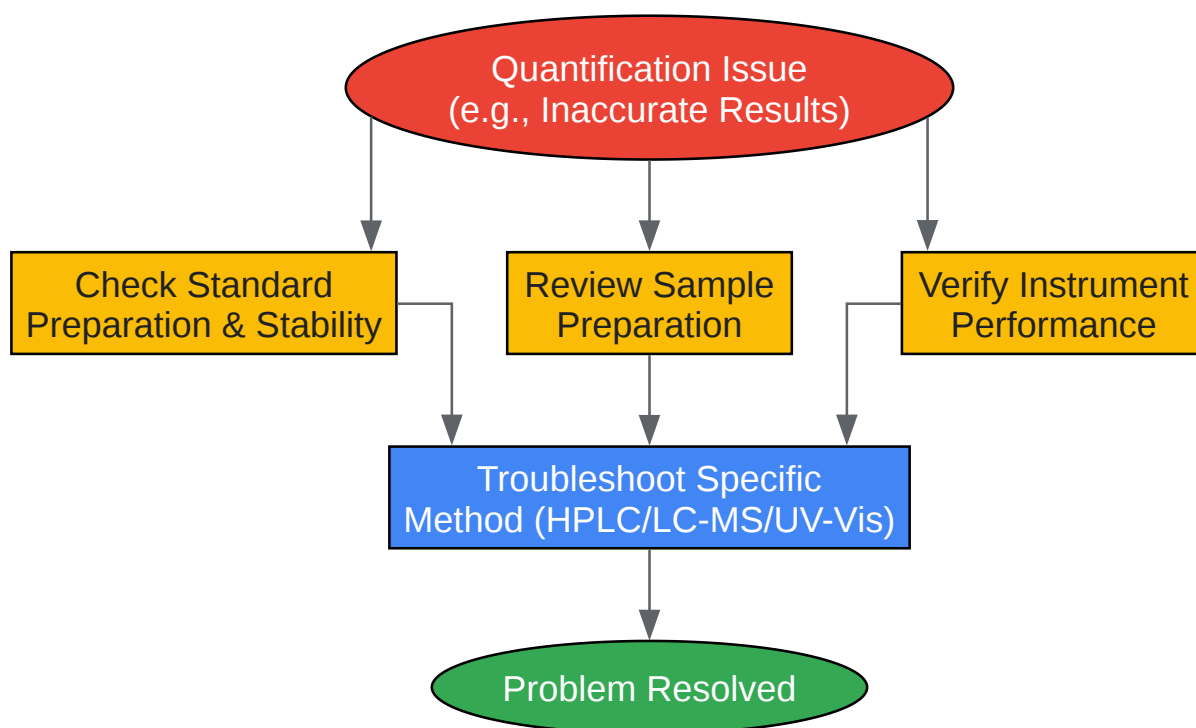 Quantification Issue
(e.g., Inaccurate Results)
Check Standard
Preparation & Stability
Review Sample
Preparation
Verify Instrument
Performance
Troubleshoot Specific
Method (HPLC/LC-MS/UV-Vis)
Problem Resolved